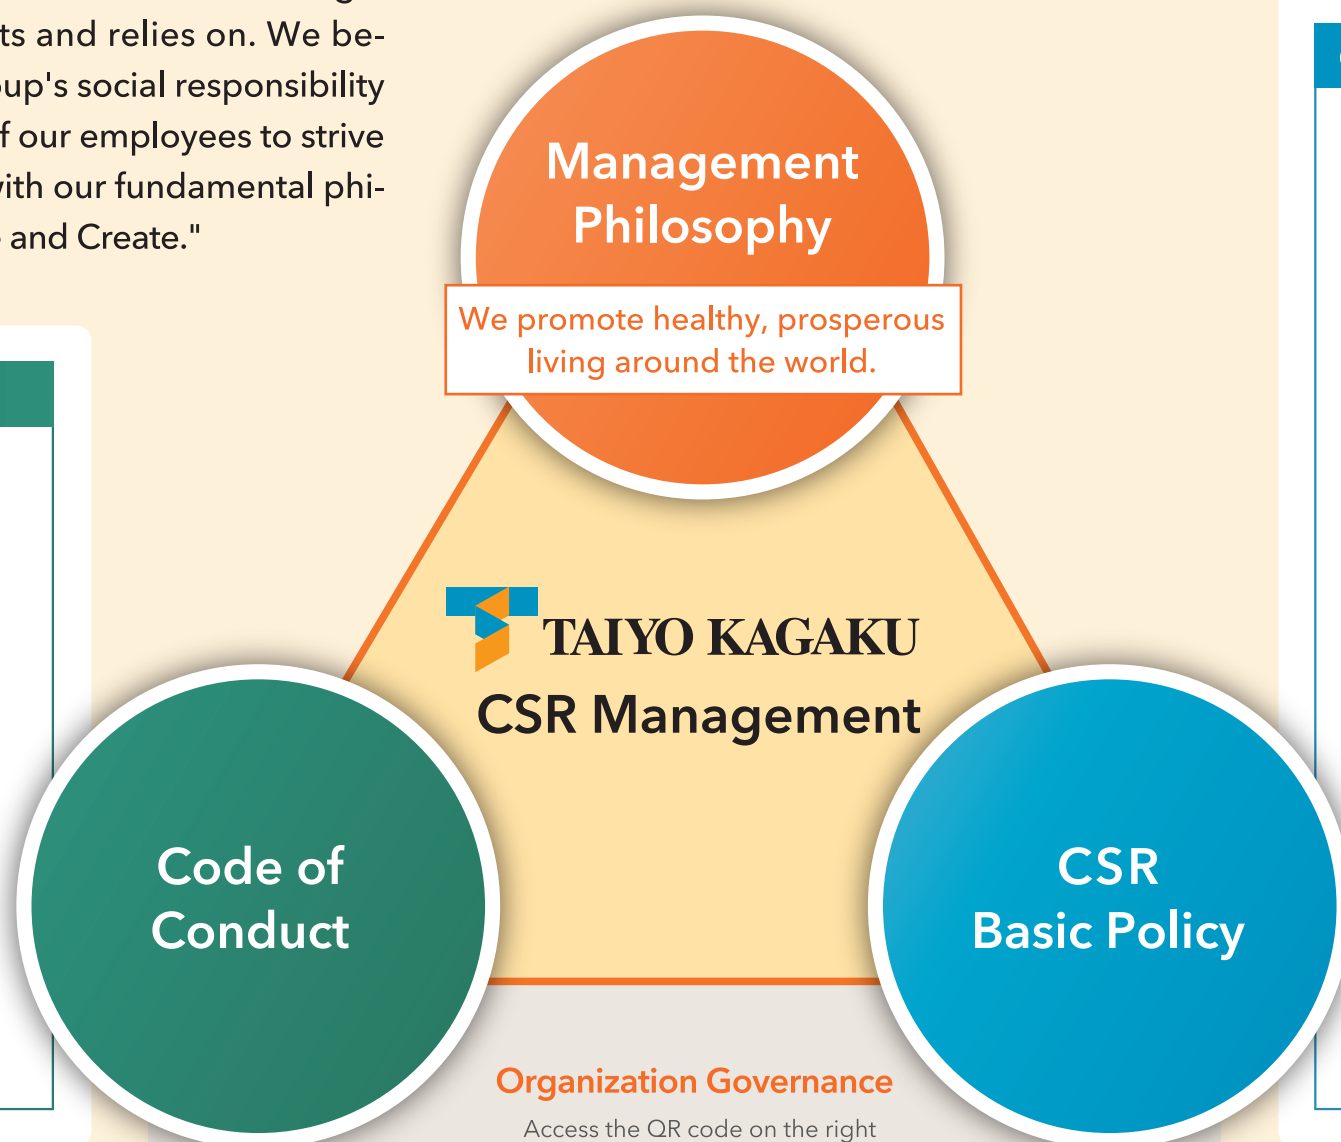 ts and relies on. We be-
oup's social responsibility
f our employees to strive
with our fundamental phi-
and Create."
Management
Philosophy
We promote healthy, prosperous
living around the world.
TAIYO KAGAKU
CSR Management
Code of
Conduct
CSR
Basic Policy
Organization Governance
Access the QR code on the right